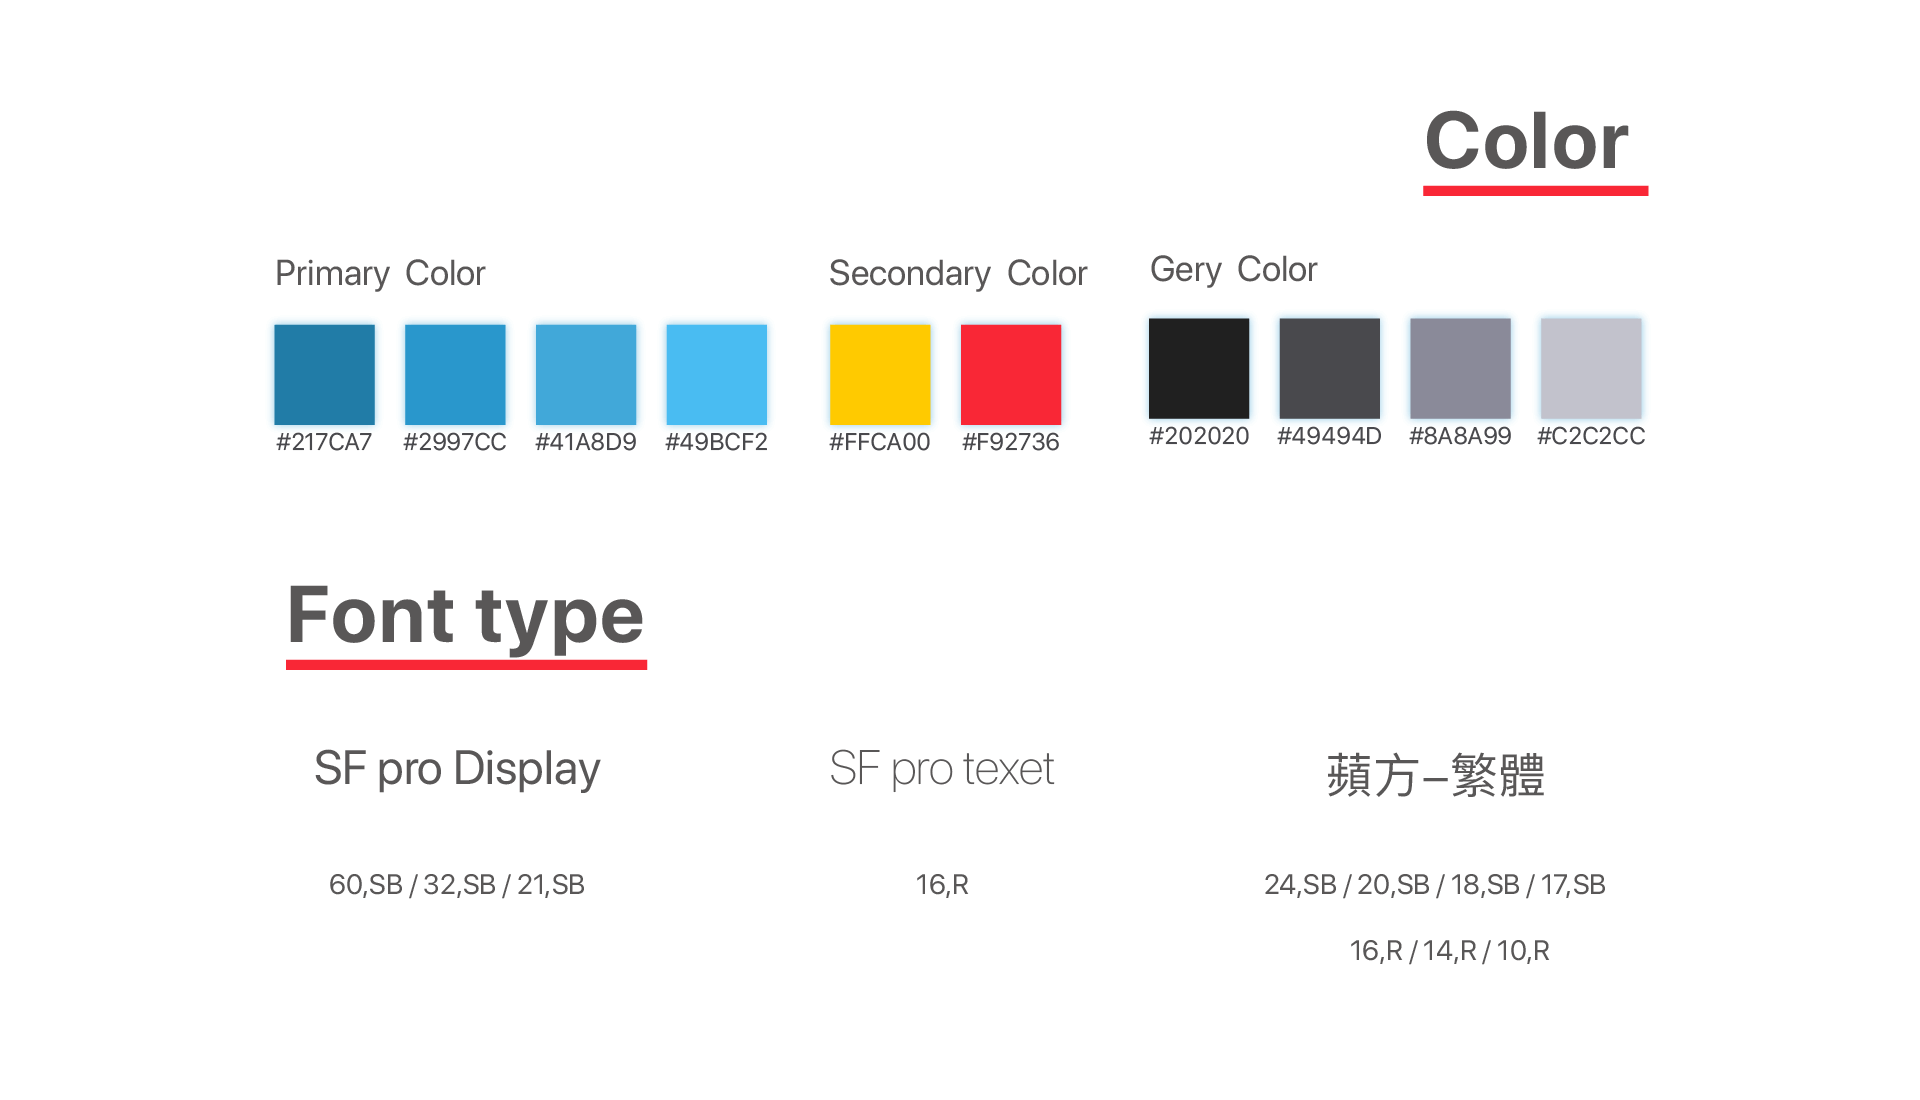 Color
Primary Color
#217CA7 #2997CC #41A8D9 #49BCF2
Secondary Color
#FFCA00 #F92736
Gery Color
#202020 #49494D #8A8A99 #C2C2CC
Font type
SF pro Display
60,SB / 32,SB / 21,SB
SF pro texet
16,R
蘋方–繁體
24,SB / 20,SB / 18,SB / 17,SB
16,R / 14,R / 10,R